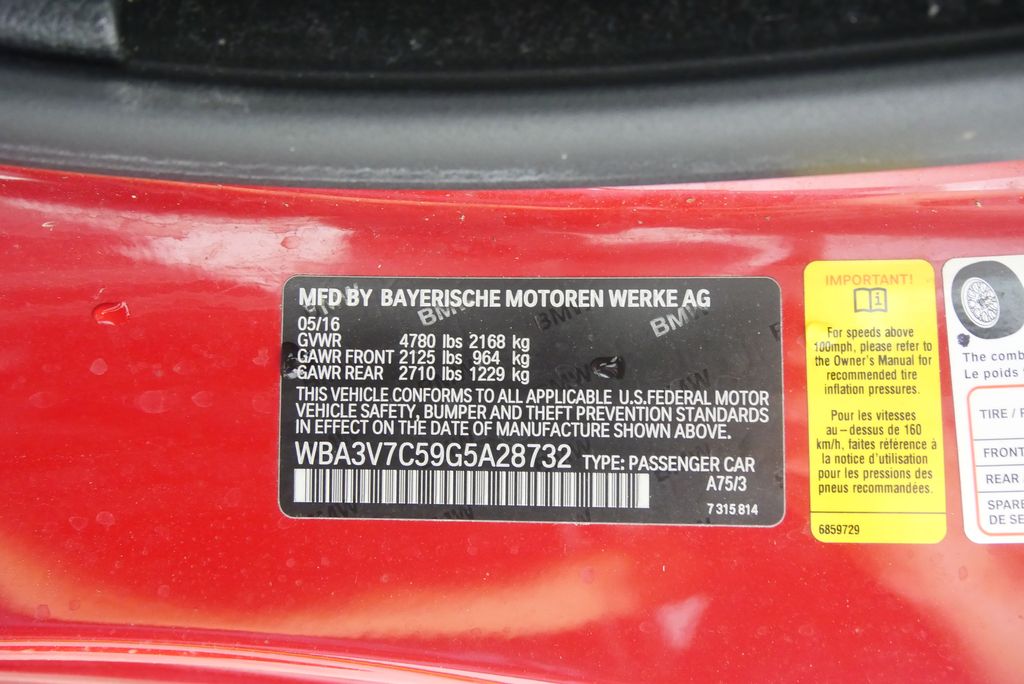 MFD BY BAYERISCHE MOTOREN WERKE AG
05/16
GVWR 4780 lbs 2168 kg
GAWR FRONT 2125 lbs 964 kg
GAWR REAR 2710 lbs 1229 kg
THIS VEHICLE CONFORMS TO ALL APPLICABLE U.S.FEDERAL MOTOR
VEHICLE SAFETY, BUMPER AND THEFT PREVENTION STANDARDS
IN EFFECT ON THE DATE OF MANUFACTURE SHOWN ABOVE.
WBA3V7C59G5A28732 TYPE: PASSENGER CAR
A75/3
7 315 814
BMW
BMW
BMW
BMW
IMPORTANT!
For speeds above
100mph, please refer to
the Owner's Manual for
recommended tire
inflation pressures.
Pour les vitesses
au-dessus de 160
km/h, faites référence à
la notice d'utilisation
pour les pressions des
pneus recommandées.
6859729
The comb
Le poids
TIRE /
FRONT
REAR
SPARE
DE SE